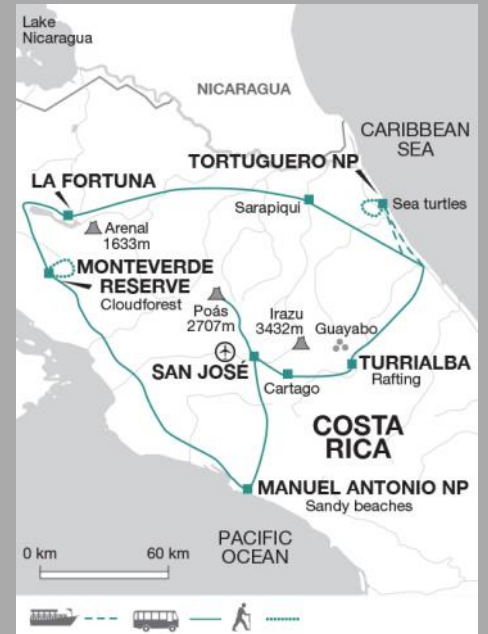 Lake
Nicaragua
NICARAGUA
CARIBBEAN
SEA
TORTUGUERO NP
LA FORTUNA
Sarapiqui
Sea turtles
Arenal
1633m
MONTEVERDE
RESERVE
Cloudforest
Poás
2707m
Irazu
3432m
Guayabo
SAN JOSÉ
Cartago
TURRIALBA
Rafting
COSTA
RICA
MANUEL ANTONIO NP
Sandy beaches
PACIFIC
OCEAN
0 km 60 km